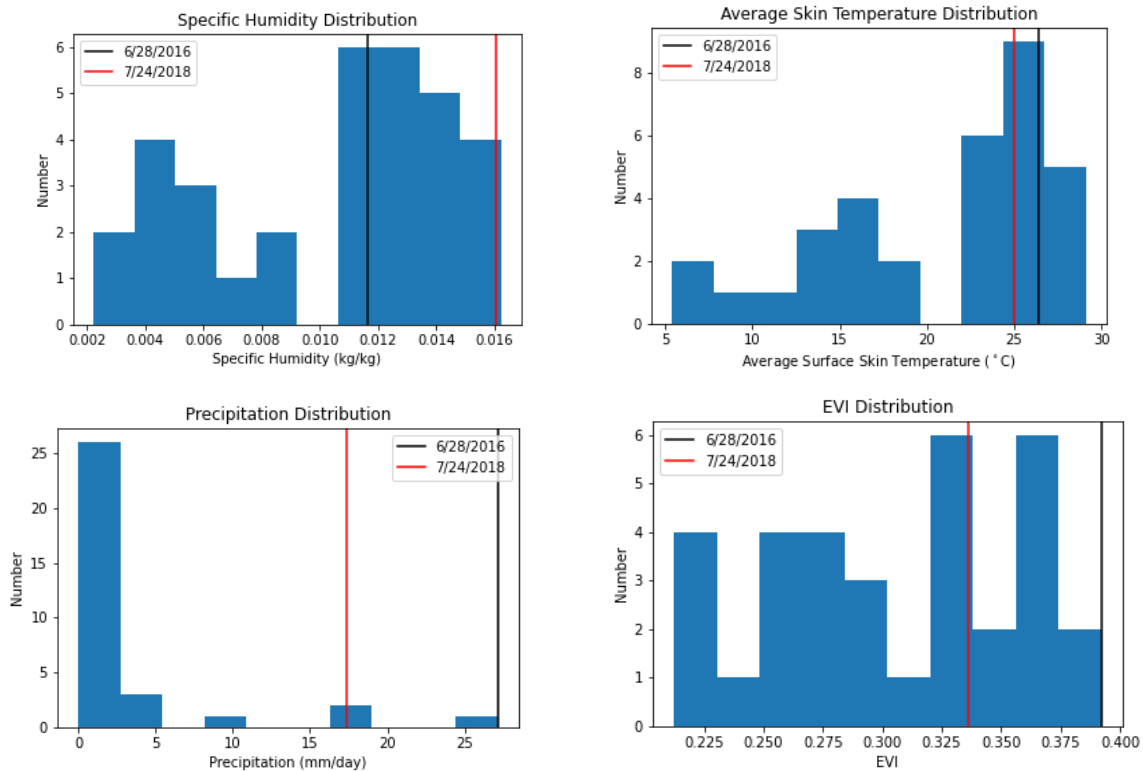 Specific Humidity Distribution
6/28/2016
7/24/2018
6
5
4
3
2
1
0
Number
0.002 0.004 0.006 0.008 0.010 0.012 0.014 0.016
Specific Humidity (kg/kg)
Average Skin Temperature Distribution
6/28/2016
7/24/2018
8
6
4
2
0
Number
5 10 15 20 25 30
Average Surface Skin Temperature (˚C)
Precipitation Distribution
6/28/2016
7/24/2018
25
20
15
10
5
0
Number
0 5 10 15 20 25
Precipitation (mm/day)
EVI Distribution
6/28/2016
7/24/2018
6
5
4
3
2
1
0
Number
0.225 0.250 0.275 0.300 0.325 0.350 0.375 0.400
EVI